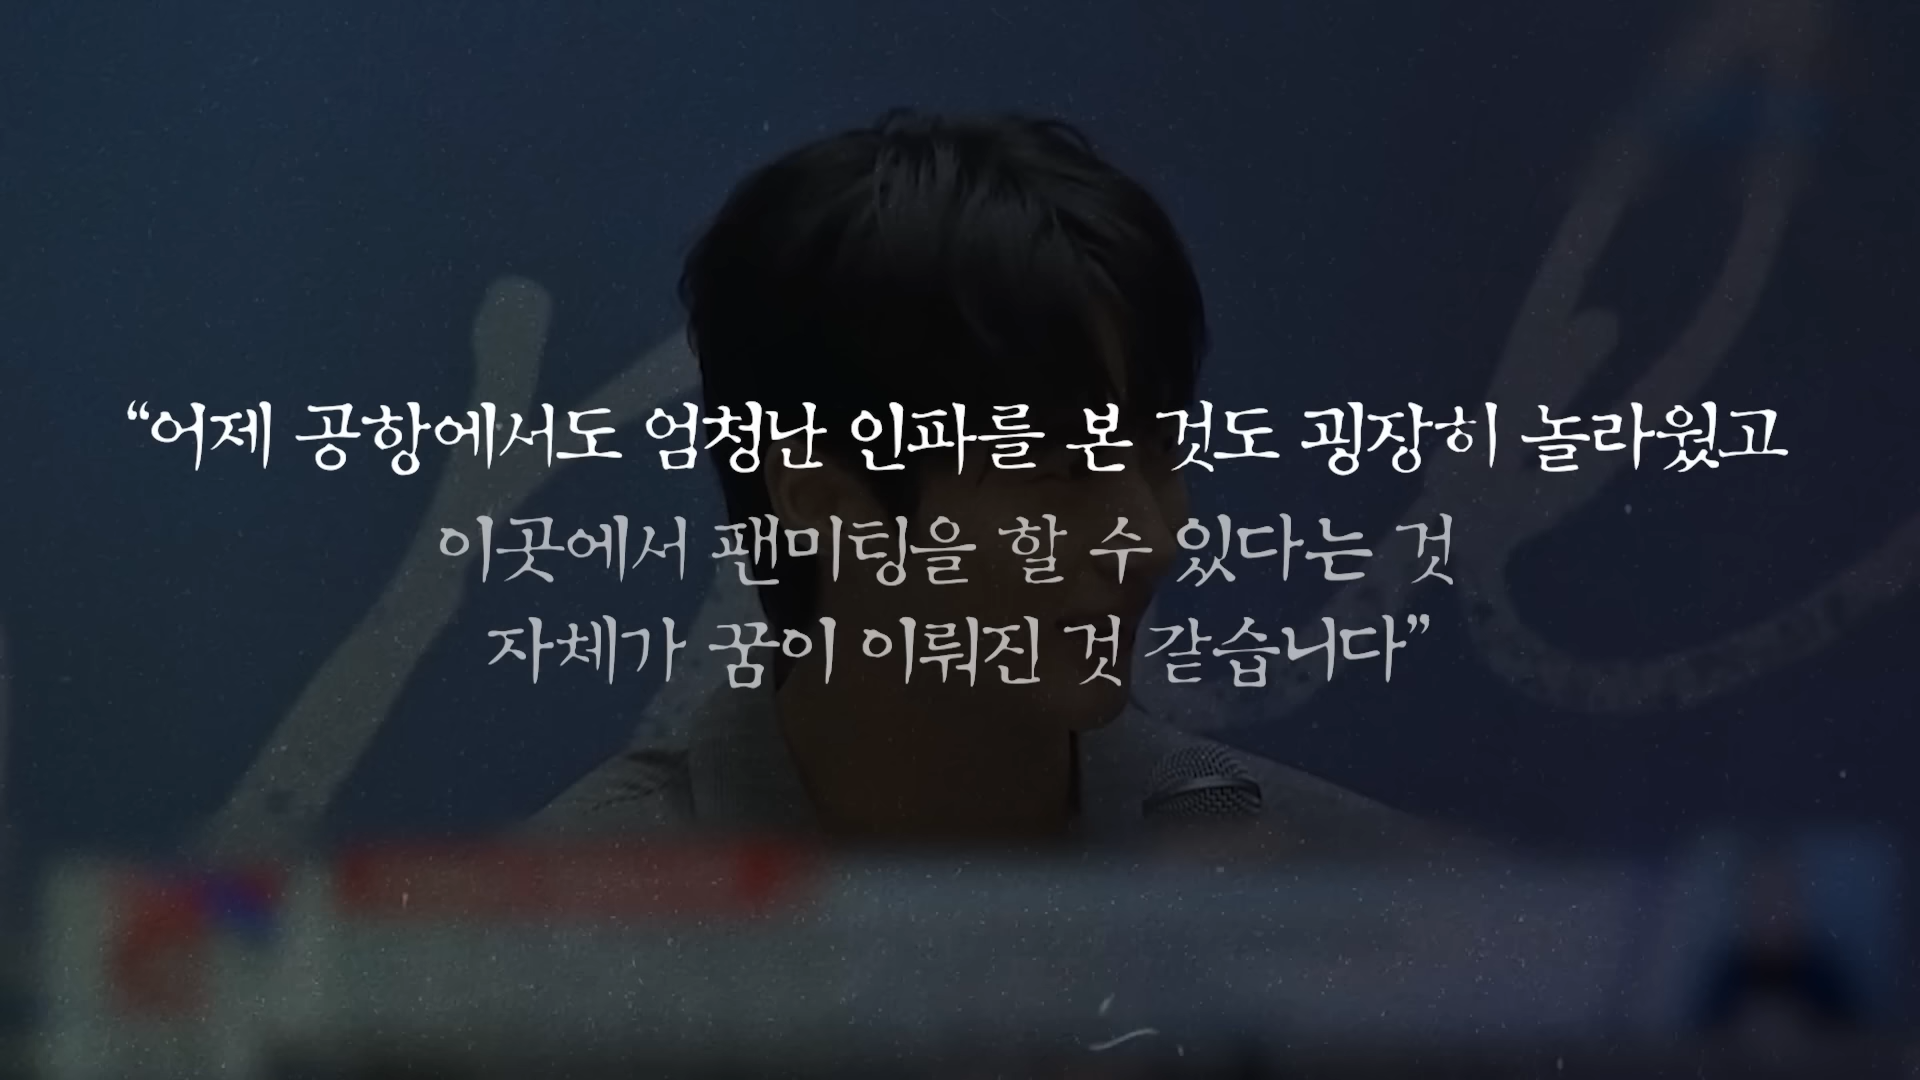 “어제 공항에서도 엄청난 인파를 본 것도 굉장히 놀라웠고
이곳에서 팬미팅을 할 수 있다는 것
자체가 꿈이 이뤄진 것 같습니다”